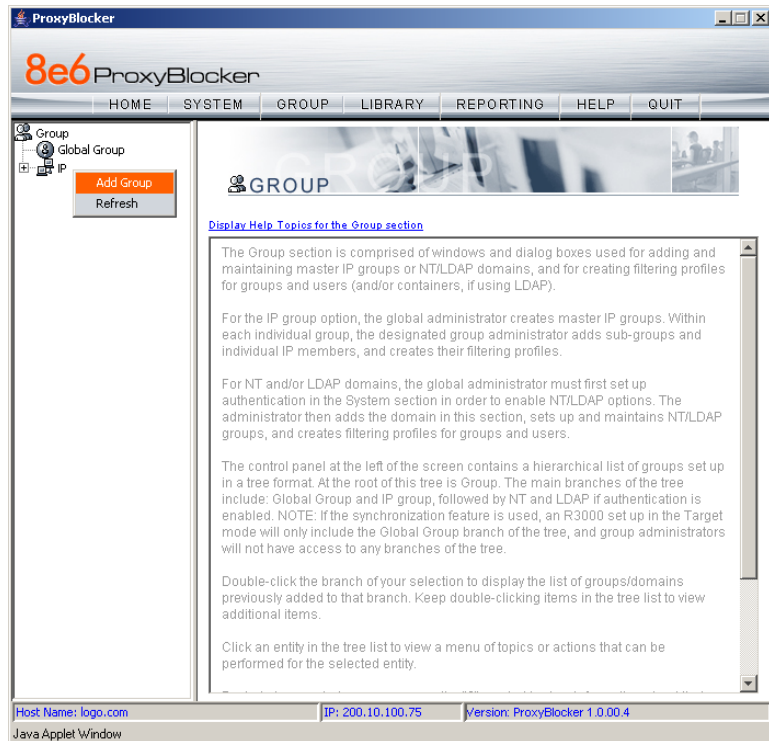 ProxyBlocker
8e6 ProxyBlocker
HOME SYSTEM GROUP LIBRARY REPORTING HELP QUIT
Group
Global Group
IP
Add Group
Refresh
GROUP
GROUP
Display Help Topics for the Group section
The Group section is comprised of windows and dialog boxes used for adding and
maintaining master IP groups or NT/LDAP domains, and for creating filtering profiles
for groups and users (and/or containers, if using LDAP).
For the IP group option, the global administrator creates master IP groups. Within
each individual group, the designated group administrator adds sub-groups and
individual IP members, and creates their filtering profiles.
For NT and/or LDAP domains, the global administrator must first set up
authentication in the System section in order to enable NT/LDAP options. The
administrator then adds the domain in this section, sets up and maintains NT/LDAP
groups, and creates filtering profiles for groups and users.
The control panel at the left of the screen contains a hierarchical list of groups set up
in a tree format. At the root of this tree is Group. The main branches of the tree
include: Global Group and IP group, followed by NT and LDAP if authentication is
enabled. NOTE: If the synchronization feature is used, an R3000 set up in the Target
mode will only include the Global Group branch of the tree, and group administrators
will not have access to any branches of the tree.
Double-click the branch of your selection to display the list of groups/domains
previously added to that branch. Keep double-clicking items in the tree list to view
additional items.
Click an entity in the tree list to view a menu of topics or actions that can be
performed for the selected entity.
Host Name: logo.com IP: 200.10.100.75 Version: ProxyBlocker 1.0.00.4
Java Applet Window